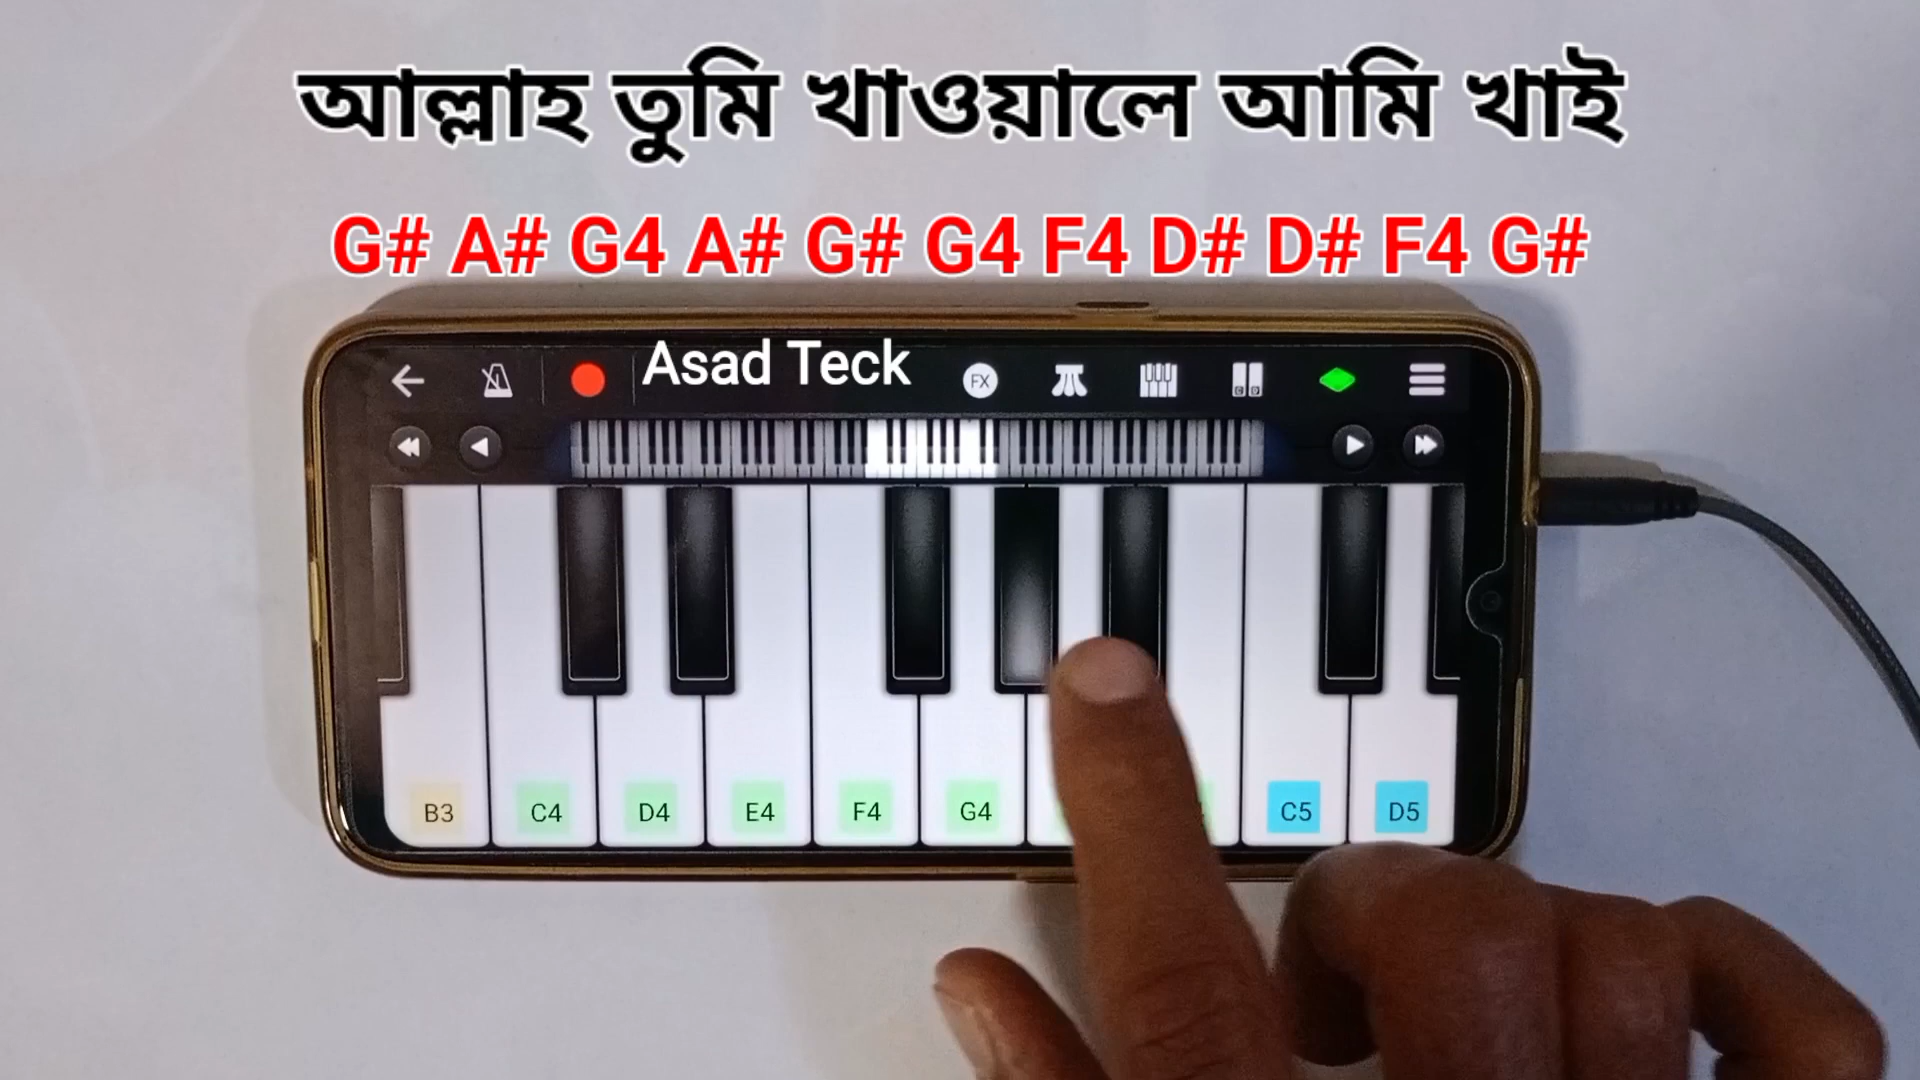 আল্লাহ তুমি খাওয়ালে আমি খাই
G# A# G4 A# G# G4 F4 D# D# F4 G#
Asad Teck
FX
B3 C4 D4 E4 F4 G4 C5 D5